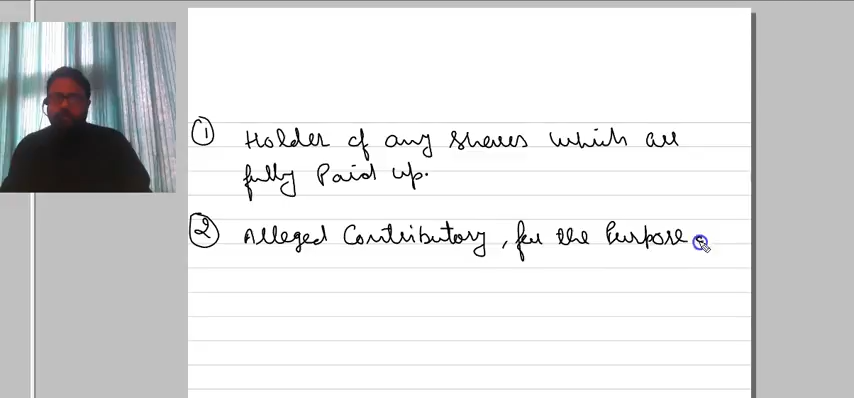 ① Holder of any shares which are
fully Paid up.
② Alleged Contributory, for the Purpose